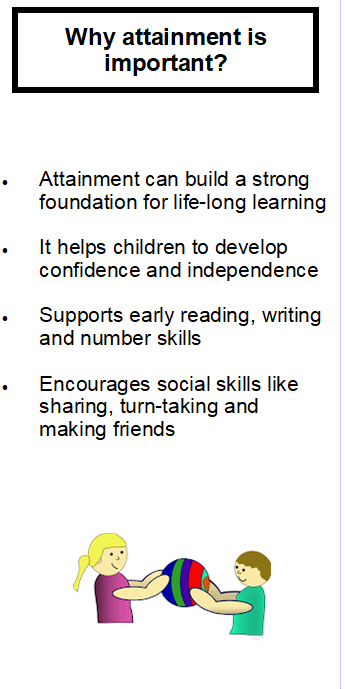 Why attainment is
important?
• Attainment can build a strong
foundation for life-long learning
• It helps children to develop
confidence and independence
• Supports early reading, writing
and number skills
• Encourages social skills like
sharing, turn-taking and
making friends